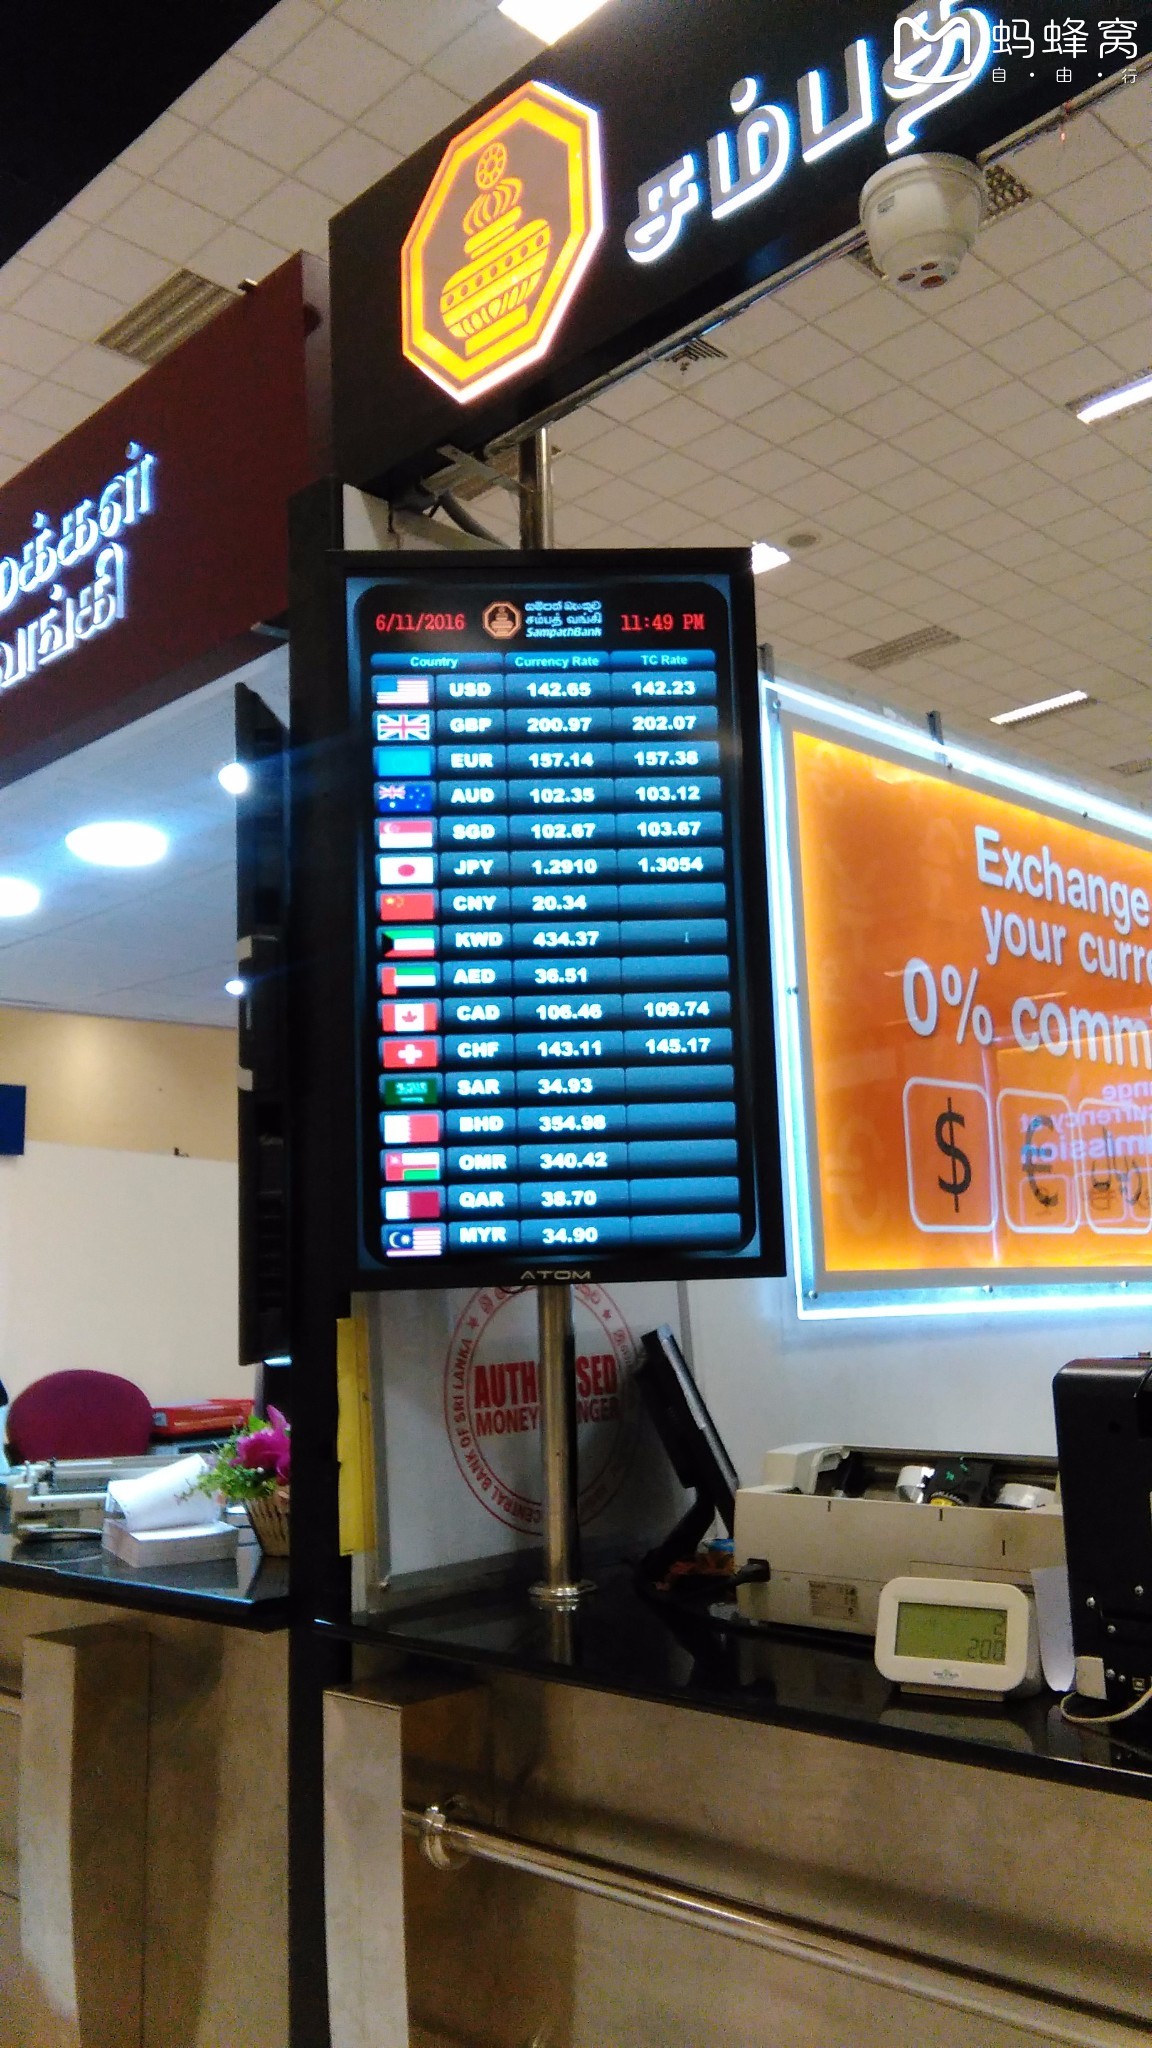 蚂蜂窝
自·由·行
சம்பத்
மக்கள்
வங்கி
6/11/2016
සම්පත් බැංකුව
சம்பத் வங்கி
SampathBank
11:49 PM
Country Currency Rate TC Rate
USD 142.65 142.23
GBP 200.97 202.07
EUR 157.14 157.38
AUD 102.35 103.12
SGD 102.67 103.67
JPY 1.2910 1.3054
CNY 20.34
KWD 434.37
AED 36.51
CAD 106.46 109.74
CHF 143.11 145.17
SAR 34.93
BHD 354.98
OMR 340.42
QAR 38.70
MYR 34.90
ATOM
Exchange
your curre
0% comm
$ €
CENTRAL BANK OF SRI LANKA
AUTH SED
MONEY NGER
2
200